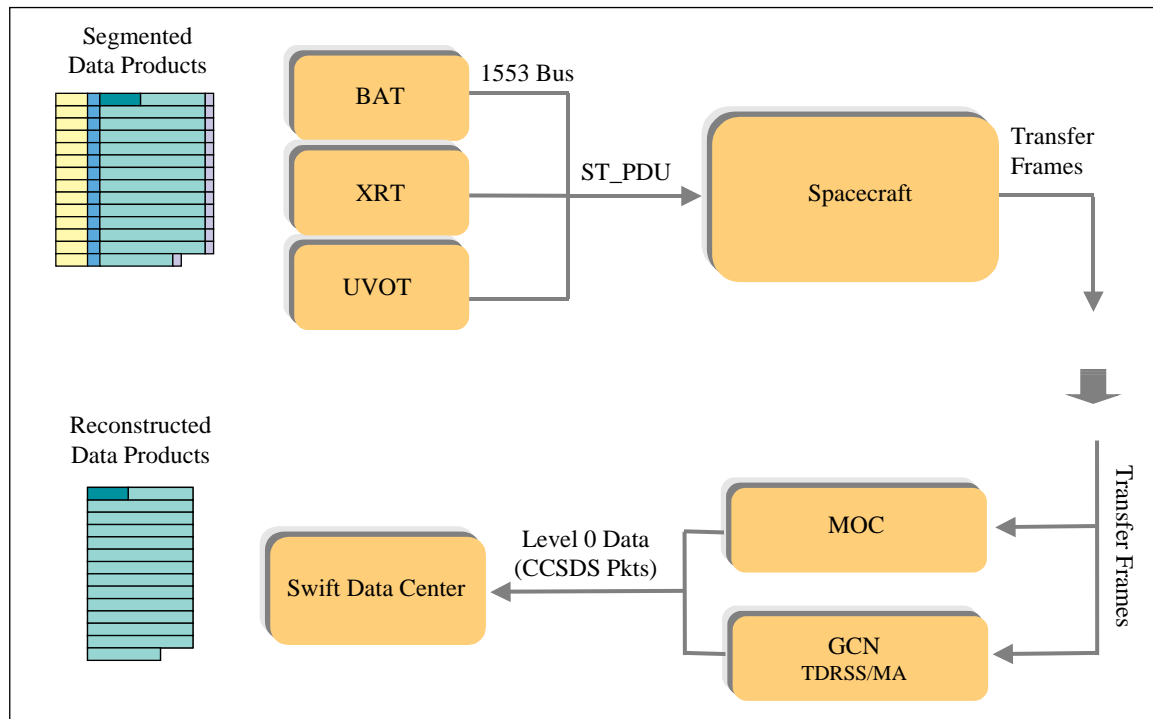 Segmented
Data Products
BAT
1553 Bus
XRT
UVOT
ST_PDU
Spacecraft
Transfer
Frames
Reconstructed
Data Products
Swift Data Center
Level 0 Data
(CCSDS Pkts)
MOC
GCN
TDRSS/MA
Transfer Frames